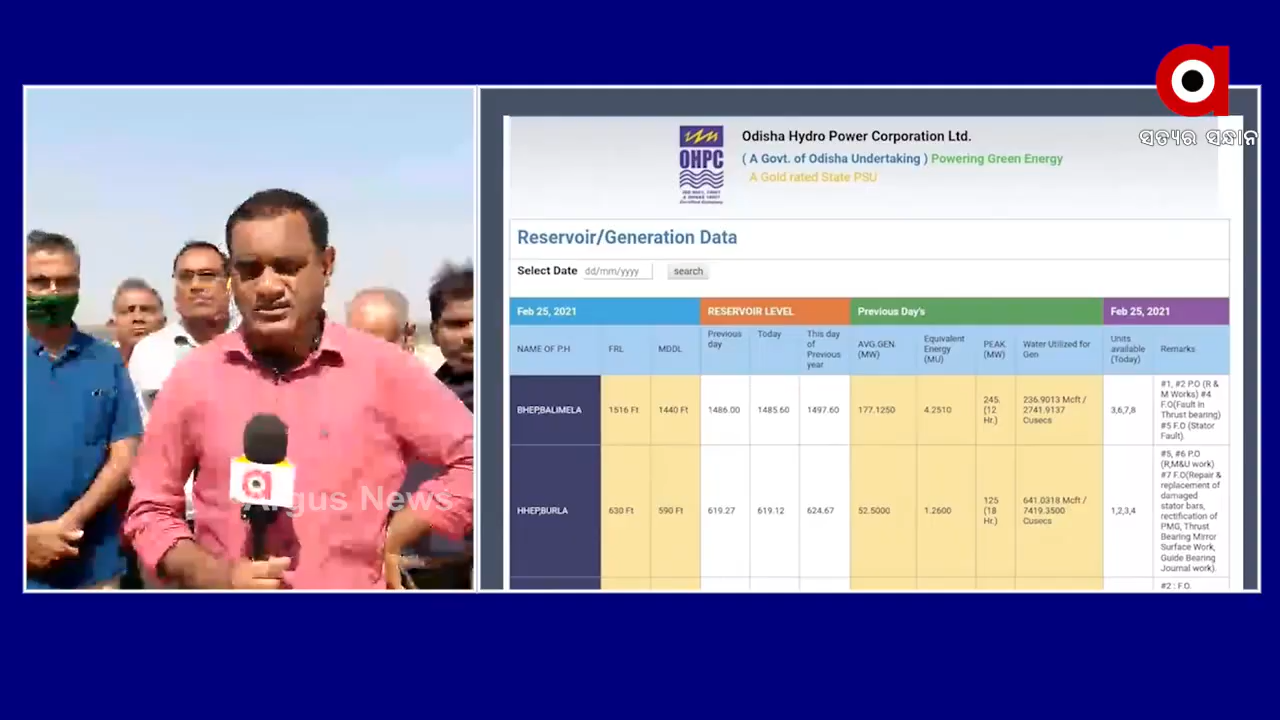 ସତ୍ୟର ସନ୍ଧାନ
Argus News
Odisha Hydro Power Corporation Ltd.
( A Govt. of Odisha Undertaking ) Powering Green Energy
A Gold rated State PSU
OHPC
Certified Company
Reservoir/Generation Data
Select Date dd/mm/yyyy search
Feb 25, 2021 RESERVOIR LEVEL Previous Day's Feb 25, 2021
NAME OF P.H FRL MDDL Previous day Today This day of Previous year AVG.GEN. (MW) Equivalent Energy (MU) PEAK (MW) Water Utilized for Gen Units available (Today) Remarks
BHEP,BALIMELA 1516 Ft 1440 Ft 1486.00 1485.60 1497.60 177.1250 4.2510 245. (12 Hr.) 236.9013 Mcft / 2741.9137 Cusecs 3,6,7,8
#1, #2 P.O (R &
M Works) #4
F.O(Fault in
Thrust bearing)
#5 F.O (Stator
Fault).
HHEP,BURLA 630 Ft 590 Ft 619.27 619.12 624.67 52.5000 1.2600 125 (18 Hr.) 641.0318 Mcft / 7419.3500 Cusecs 1,2,3,4
#5, #6 P.O
(R,M&U work)
#7 F.O(Repair &
replacement of
damaged
stator bars,
rectification of
PMG, Thrust
Bearing Mirror
Surface Work,
Guide Bearing
Journal work).
#2 : F.O.